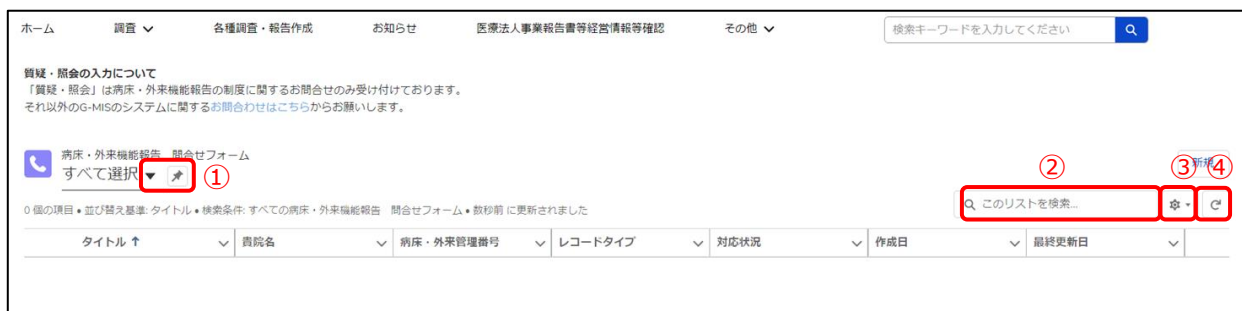 ホーム 調査 各種調査・報告作成 お知らせ 医療法人事業報告書等経営情報等確認 その他 検索キーワードを入力してください
質疑・照会の入力について
「質疑・照会」は病床・外来機能報告の制度に関するお問合せのみ受け付けております。
それ以外のG-MISのシステムに関するお問合わせはこちらからお願いします。
病床・外来機能報告 問合せフォーム
すべて選択 ① 新規
② ③ ④
0 個の項目 • 並び替え基準: タイトル • 検索条件: すべての病床・外来機能報告 問合せフォーム • 数秒前 に更新されました このリストを検索...
タイトル ↑ 貴院名 病床・外来管理番号 レコードタイプ 対応状況 作成日 最終更新日